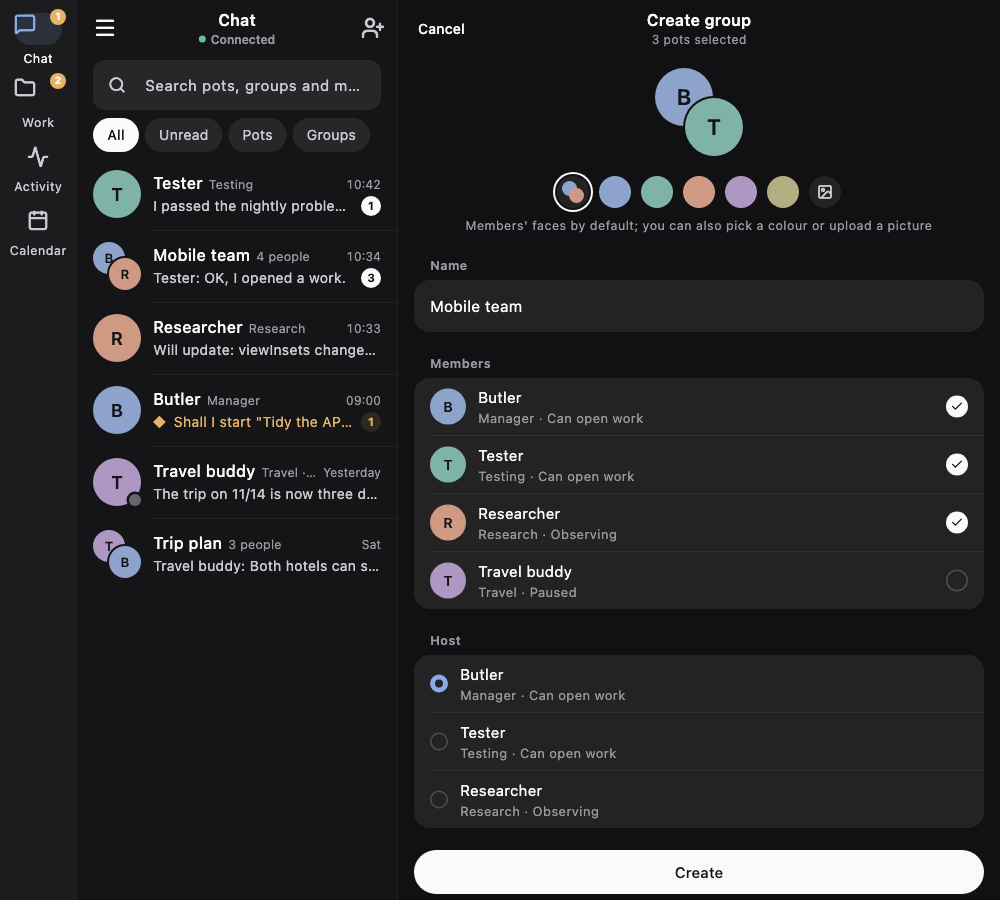 1
Chat
2
Work
Activity
Calendar
Chat
Connected
Search pots, groups and m...
All
Unread
Pots
Groups
T
Tester Testing 10:42
I passed the nightly proble... 1
B
R
Mobile team 4 people 10:34
Tester: OK, I opened a work. 3
R
Researcher Research 10:33
Will update: viewInsets change...
B
Butler Manager 09:00
Shall I start "Tidy the AP... 1
T
Travel buddy Travel ·... Yesterday
The trip on 11/14 is now three d...
T
B
Trip plan 3 people Sat
Travel buddy: Both hotels can s...
Cancel
Create group
3 pots selected
B
T
Members' faces by default; you can also pick a colour or upload a picture
Name
Mobile team
Members
B
Butler
Manager · Can open work
T
Tester
Testing · Can open work
R
Researcher
Research · Observing
T
Travel buddy
Travel · Paused
Host
Butler
Manager · Can open work
Tester
Testing · Can open work
Researcher
Research · Observing
Create